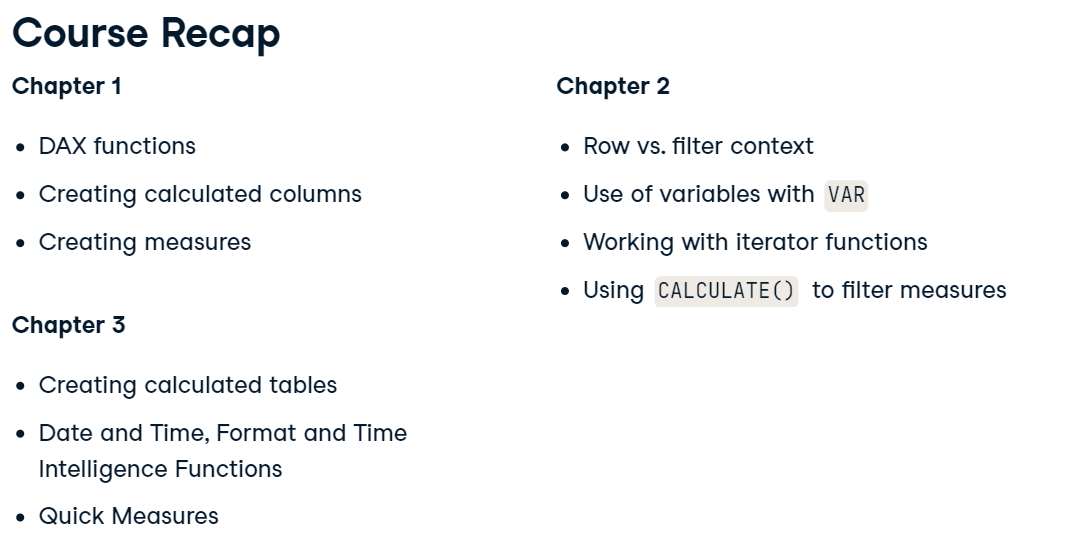 Course Recap
Chapter 1
• DAX functions
• Creating calculated columns
• Creating measures
Chapter 2
• Row vs. filter context
• Use of variables with VAR
• Working with iterator functions
• Using CALCULATE() to filter measures
Chapter 3
• Creating calculated tables
• Date and Time, Format and Time
Intelligence Functions
• Quick Measures